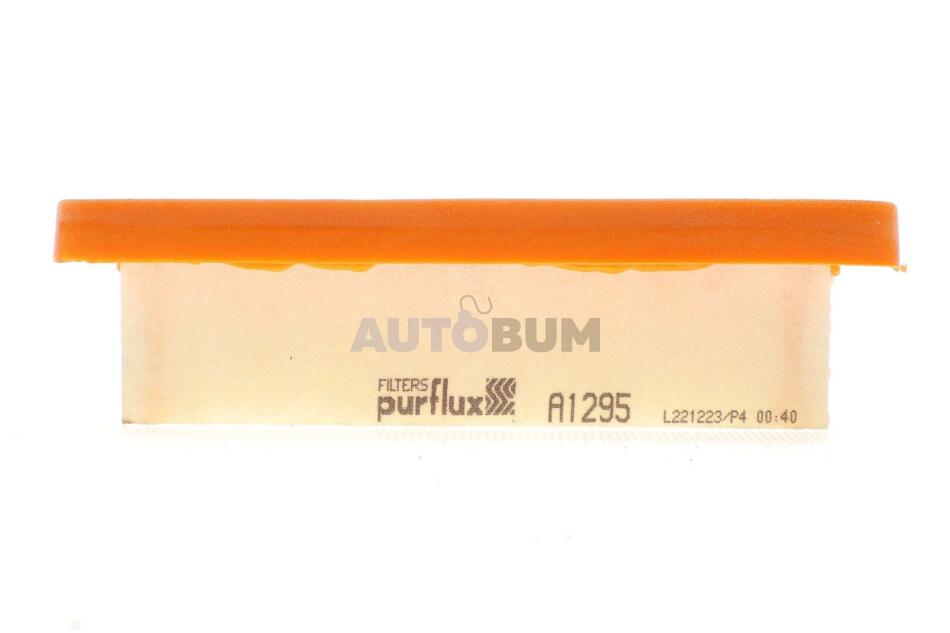 AUTOBUM
FILTERS
purflux
A1295
L221223/P4 00:40